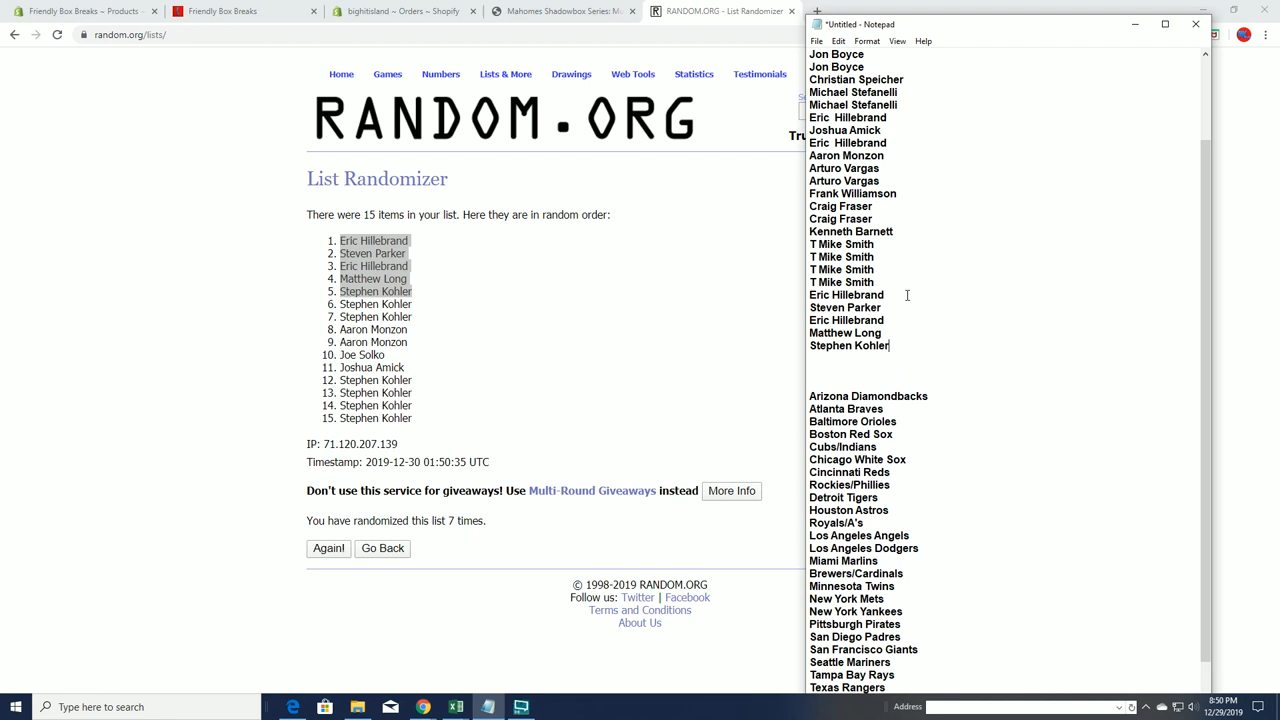 Friendly Box Breaks ~ Orders ~ S
Friendly Box Breaks
bighitisland ~ Orders ~ Shopify
Mahomes Shadowbox Series: Mu
RANDOM.ORG - List Randomizer
random.org/lists/
Home
Games
Numbers
Lists & More
Drawings
Web Tools
Statistics
Testimonials
RANDOM.ORG
Tru
List Randomizer
There were 15 items in your list. Here they are in random order:
1. Eric Hillebrand
2. Steven Parker
3. Eric Hillebrand
4. Matthew Long
5. Stephen Kohler
6. Stephen Kohler
7. Stephen Kohler
8. Aaron Monzon
9. Aaron Monzon
10. Joe Solko
11. Joshua Amick
12. Stephen Kohler
13. Stephen Kohler
14. Stephen Kohler
15. Stephen Kohler
IP: 71.120.207.139
Timestamp: 2019-12-30 01:50:35 UTC
Don't use this service for giveaways! Use Multi-Round Giveaways instead
More Info
You have randomized this list 7 times.
Again!
Go Back
© 1998-2019 RANDOM.ORG
Follow us: Twitter | Facebook
Terms and Conditions
About Us
*Untitled - Notepad
File Edit Format View Help
Jon Boyce
Jon Boyce
Christian Speicher
Michael Stefanelli
Michael Stefanelli
Eric  Hillebrand
Joshua Amick
Eric  Hillebrand
Aaron Monzon
Arturo Vargas
Arturo Vargas
Frank Williamson
Craig Fraser
Craig Fraser
Kenneth Barnett
T Mike Smith
T Mike Smith
T Mike Smith
T Mike Smith
Eric Hillebrand
Steven Parker
Eric Hillebrand
Matthew Long
Stephen Kohler
Arizona Diamondbacks
Atlanta Braves
Baltimore Orioles
Boston Red Sox
Cubs/Indians
Chicago White Sox
Cincinnati Reds
Rockies/Phillies
Detroit Tigers
Houston Astros
Royals/A's
Los Angeles Angels
Los Angeles Dodgers
Miami Marlins
Brewers/Cardinals
Minnesota Twins
New York Mets
New York Yankees
Pittsburgh Pirates
San Diego Padres
San Francisco Giants
Seattle Mariners
Tampa Bay Rays
Texas Rangers
Type here to search
Address
8:50 PM
12/29/2019